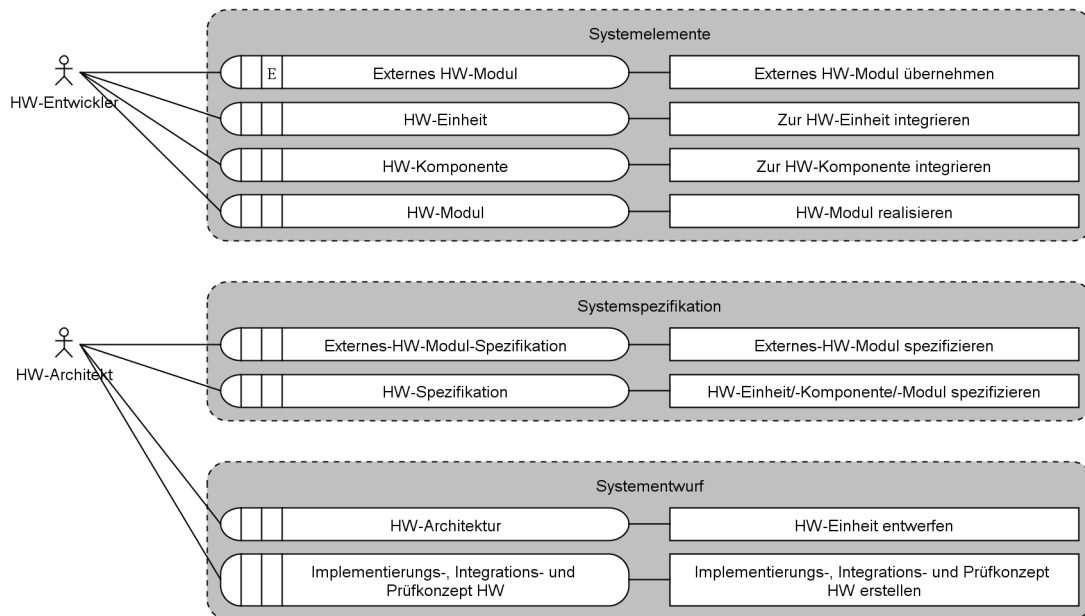 Systemelemente
HW-Entwickler
E
Externes HW-Modul
Externes HW-Modul übernehmen
HW-Einheit
Zur HW-Einheit integrieren
HW-Komponente
Zur HW-Komponente integrieren
HW-Modul
HW-Modul realisieren
Systemspezifikation
HW-Architekt
Externes-HW-Modul-Spezifikation
Externes-HW-Modul spezifizieren
HW-Spezifikation
HW-Einheit/-Komponente/-Modul spezifizieren
Systementwurf
HW-Architektur
HW-Einheit entwerfen
Implementierungs-, Integrations- und
Prüfkonzept HW
Implementierungs-, Integrations- und Prüfkonzept
HW erstellen